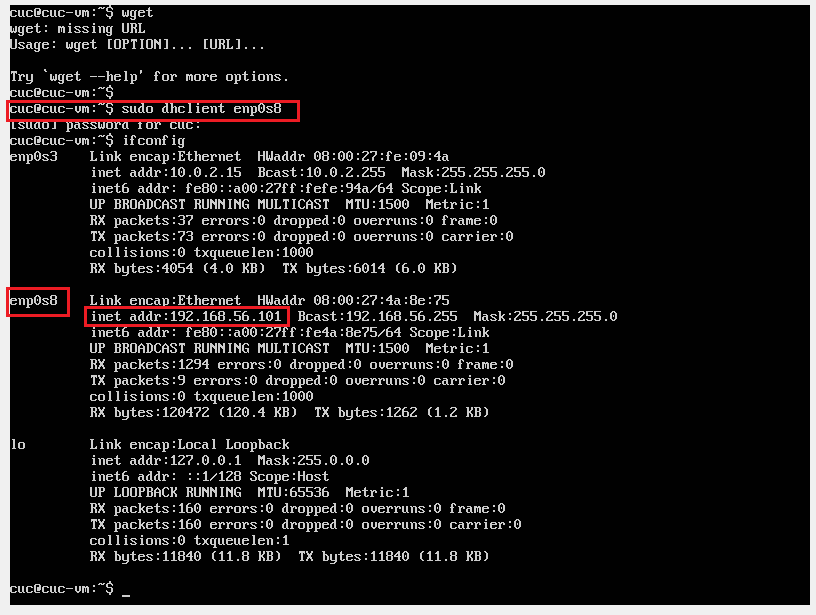 cuc@cuc-vm:~$ wget
wget: missing URL
Usage: wget [OPTION]... [URL]...
Try `wget --help' for more options.
cuc@cuc-vm:~$
cuc@cuc-vm:~$ sudo dhclient enp0s8
[sudo] password for cuc:
cuc@cuc-vm:~$ ifconfig
enp0s3    Link encap:Ethernet  HWaddr 08:00:27:fe:09:4a
          inet addr:10.0.2.15  Bcast:10.0.2.255  Mask:255.255.255.0
          inet6 addr: fe80::a00:27ff:fefe:94a/64 Scope:Link
          UP BROADCAST RUNNING MULTICAST  MTU:1500  Metric:1
          RX packets:37 errors:0 dropped:0 overruns:0 frame:0
          TX packets:73 errors:0 dropped:0 overruns:0 carrier:0
          collisions:0 txqueuelen:1000
          RX bytes:4054 (4.0 KB)  TX bytes:6014 (6.0 KB)
enp0s8    Link encap:Ethernet  HWaddr 08:00:27:4a:8e:75
          inet addr:192.168.56.101  Bcast:192.168.56.255  Mask:255.255.255.0
          inet6 addr: fe80::a00:27ff:fe4a:8e75/64 Scope:Link
          UP BROADCAST RUNNING MULTICAST  MTU:1500  Metric:1
          RX packets:1294 errors:0 dropped:0 overruns:0 frame:0
          TX packets:9 errors:0 dropped:0 overruns:0 carrier:0
          collisions:0 txqueuelen:1000
          RX bytes:120472 (120.4 KB)  TX bytes:1262 (1.2 KB)
lo        Link encap:Local Loopback
          inet addr:127.0.0.1  Mask:255.0.0.0
          inet6 addr: ::1/128 Scope:Host
          UP LOOPBACK RUNNING  MTU:65536  Metric:1
          RX packets:160 errors:0 dropped:0 overruns:0 frame:0
          TX packets:160 errors:0 dropped:0 overruns:0 carrier:0
          collisions:0 txqueuelen:1
          RX bytes:11840 (11.8 KB)  TX bytes:11840 (11.8 KB)
cuc@cuc-vm:~$ _